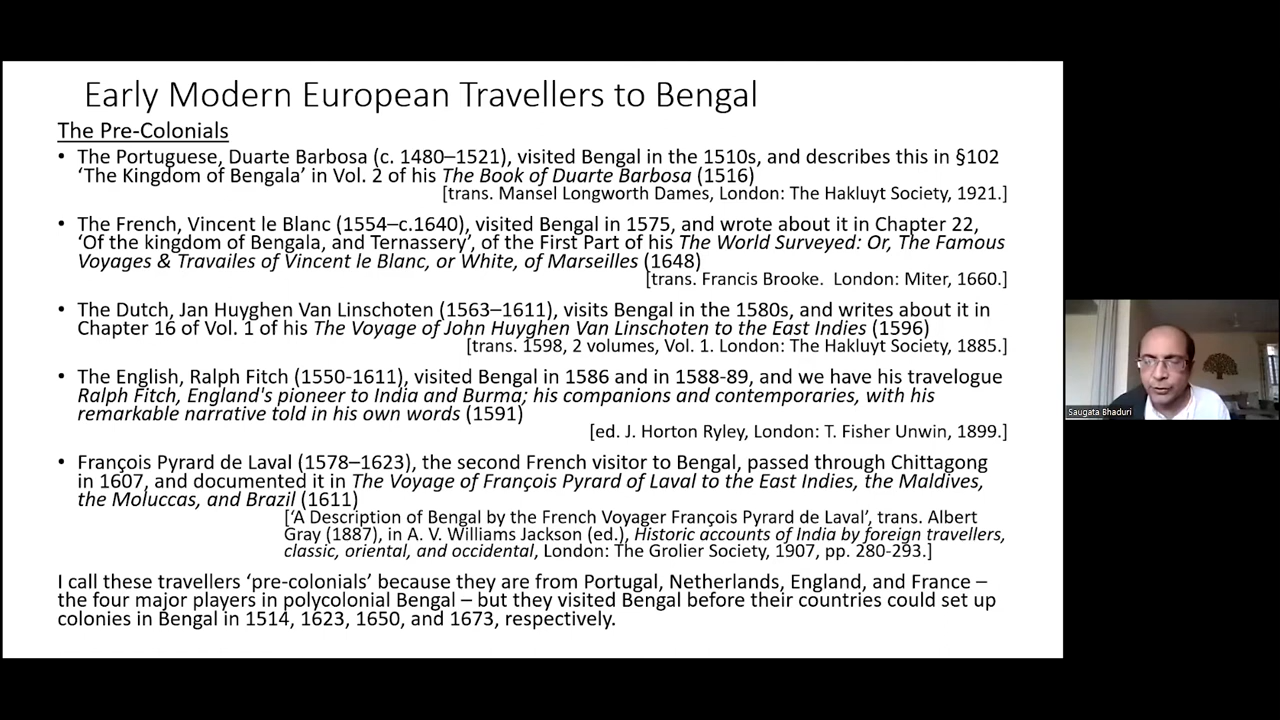 Early Modern European Travellers to Bengal
The Pre-Colonials
• The Portuguese, Duarte Barbosa (c. 1480–1521), visited Bengal in the 1510s, and describes this in §102
‘The Kingdom of Bengala’ in Vol. 2 of his The Book of Duarte Barbosa (1516)
[trans. Mansel Longworth Dames, London: The Hakluyt Society, 1921.]
• The French, Vincent le Blanc (1554–c.1640), visited Bengal in 1575, and wrote about it in Chapter 22,
‘Of the kingdom of Bengala, and Ternassery’, of the First Part of his The World Surveyed: Or, The Famous
Voyages & Travailes of Vincent le Blanc, or White, of Marseilles (1648)
[trans. Francis Brooke. London: Miter, 1660.]
• The Dutch, Jan Huyghen Van Linschoten (1563–1611), visits Bengal in the 1580s, and writes about it in
Chapter 16 of Vol. 1 of his The Voyage of John Huyghen Van Linschoten to the East Indies (1596)
[trans. 1598, 2 volumes, Vol. 1. London: The Hakluyt Society, 1885.]
• The English, Ralph Fitch (1550-1611), visited Bengal in 1586 and in 1588-89, and we have his travelogue
Ralph Fitch, England's pioneer to India and Burma; his companions and contemporaries, with his
remarkable narrative told in his own words (1591)
[ed. J. Horton Ryley, London: T. Fisher Unwin, 1899.]
• François Pyrard de Laval (1578–1623), the second French visitor to Bengal, passed through Chittagong
in 1607, and documented it in The Voyage of François Pyrard of Laval to the East Indies, the Maldives,
the Moluccas, and Brazil (1611)
[‘A Description of Bengal by the French Voyager François Pyrard de Laval’, trans. Albert
Gray (1887), in A. V. Williams Jackson (ed.), Historic accounts of India by foreign travellers,
classic, oriental, and occidental, London: The Grolier Society, 1907, pp. 280-293.]
I call these travellers ‘pre-colonials’ because they are from Portugal, Netherlands, England, and France –
the four major players in polycolonial Bengal – but they visited Bengal before their countries could set up
colonies in Bengal in 1514, 1623, 1650, and 1673, respectively.
Saugata Bhaduri